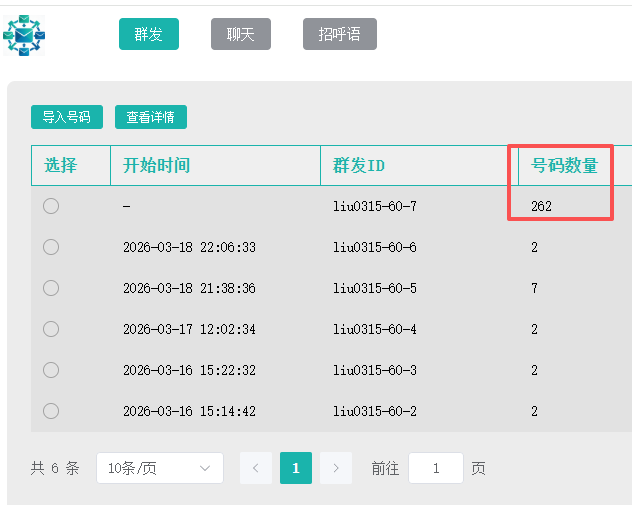 群发 聊天 招呼语
导入号码 查看详情
选择 开始时间 群发ID 号码数量
- liu0315-60-7 262
2026-03-18 22:06:33 liu0315-60-6 2
2026-03-18 21:38:36 liu0315-60-5 7
2026-03-17 12:02:34 liu0315-60-4 2
2026-03-16 15:22:32 liu0315-60-3 2
2026-03-16 15:14:42 liu0315-60-2 2
共 6 条 10条/页 1 前往 1 页